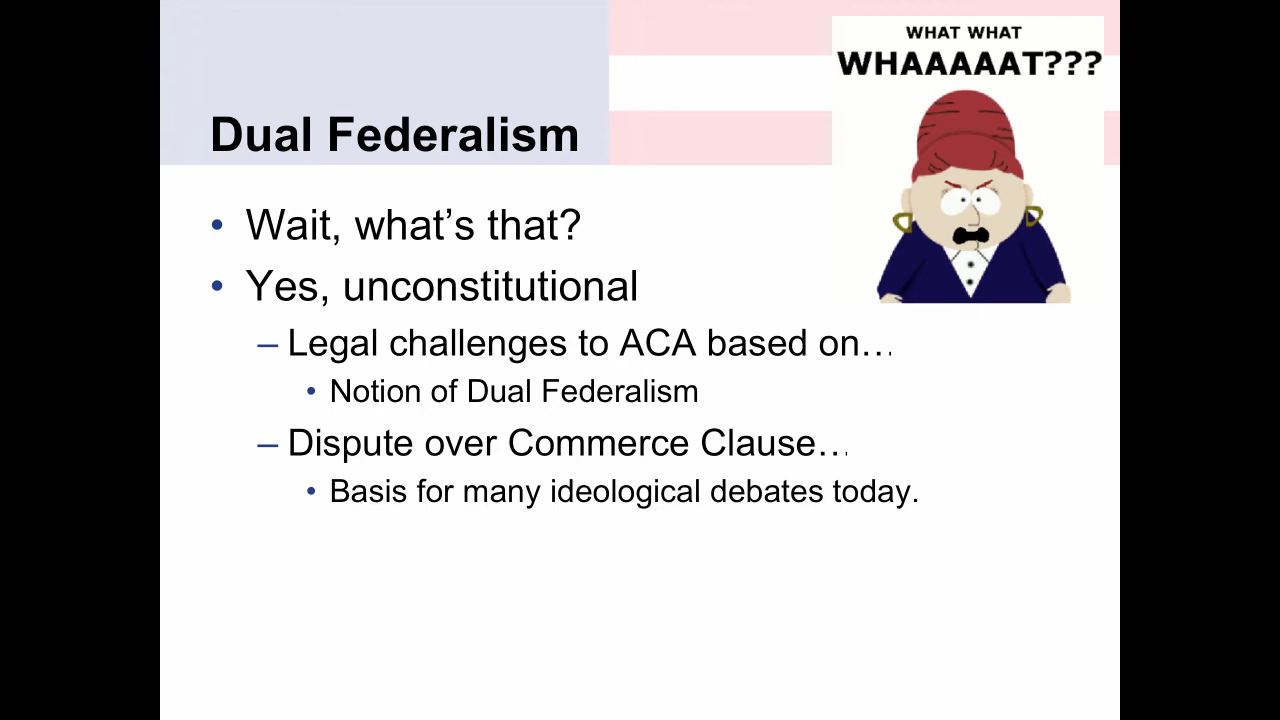 WHAT WHAT
WHAAAAAT???
Dual Federalism
• Wait, what’s that?
• Yes, unconstitutional
– Legal challenges to ACA based on…
• Notion of Dual Federalism
– Dispute over Commerce Clause…
• Basis for many ideological debates today.